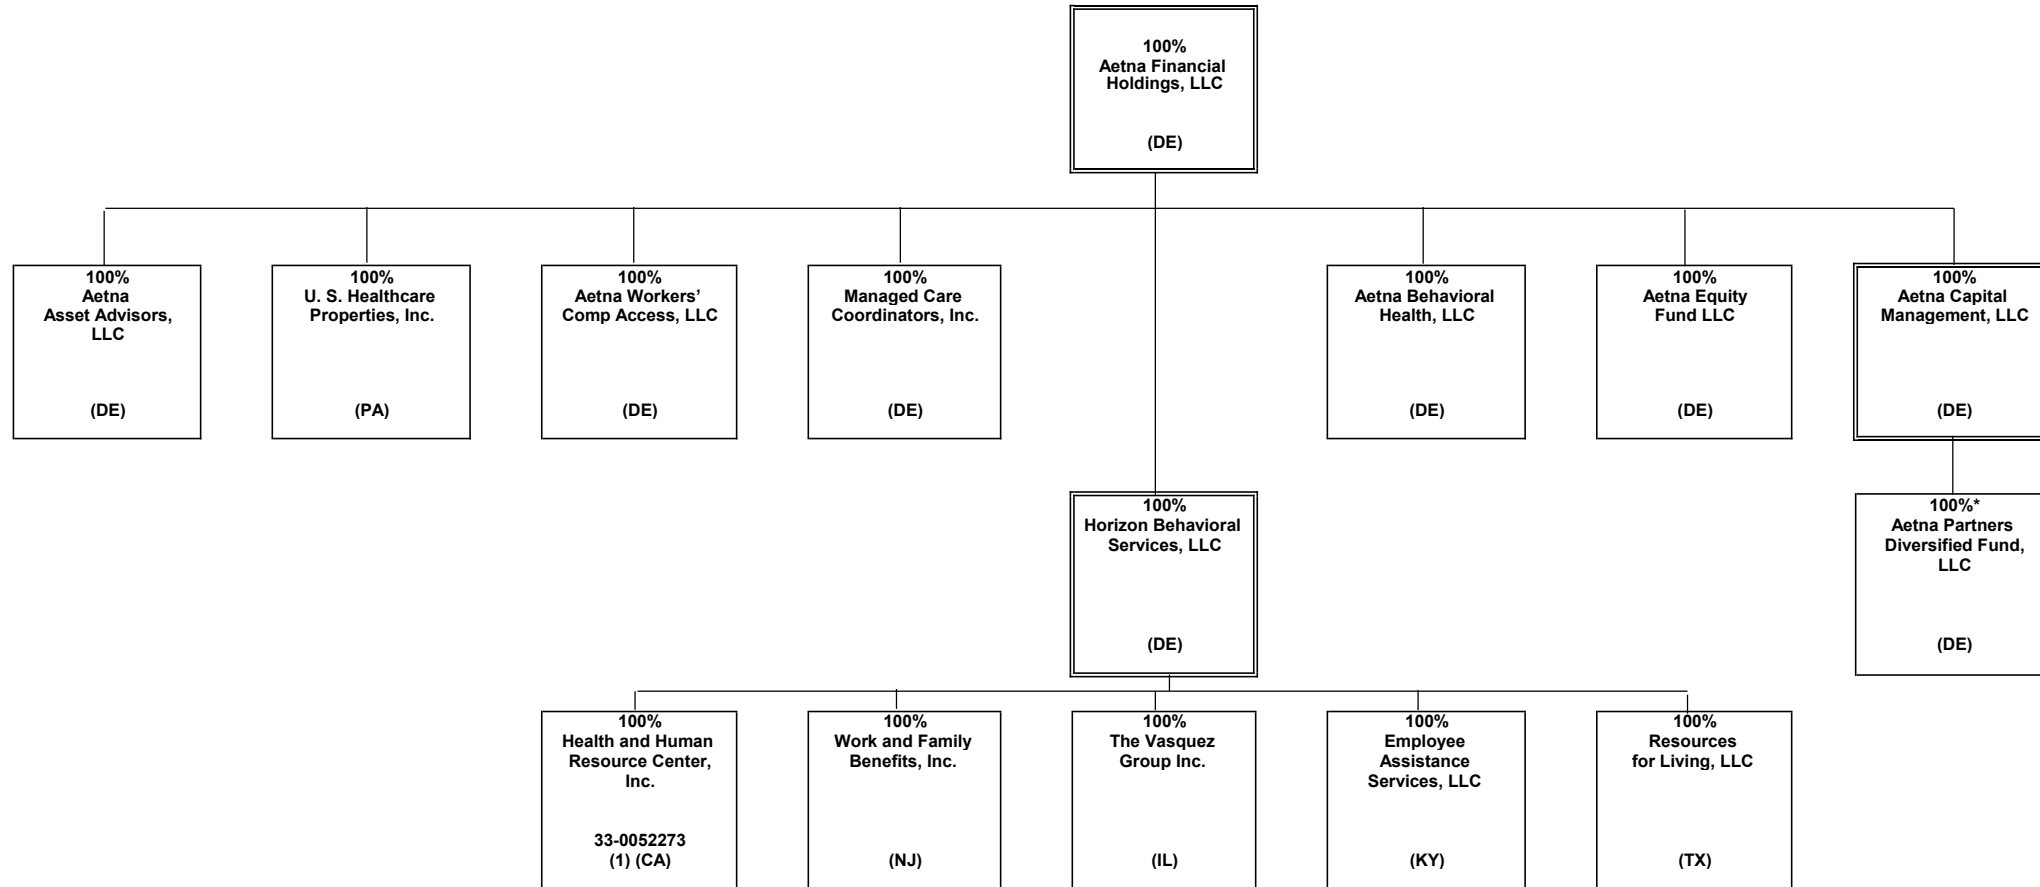 100%
Aetna Financial
Holdings, LLC
(DE)
100%
Aetna
Asset Advisors,
LLC
(DE)
100%
U. S. Healthcare
Properties, Inc.
(PA)
100%
Aetna Workers’
Comp Access, LLC
(DE)
100%
Managed Care
Coordinators, Inc.
(DE)
100%
Aetna Behavioral
Health, LLC
(DE)
100%
Aetna Equity
Fund LLC
(DE)
100%
Aetna Capital
Management, LLC
(DE)
100%
Horizon Behavioral
Services, LLC
(DE)
100%*
Aetna Partners
Diversified Fund,
LLC
(DE)
100%
Health and Human
Resource Center,
Inc.
33-0052273
(1) (CA)
100%
Work and Family
Benefits, Inc.
(NJ)
100%
The Vasquez
Group Inc.
(IL)
100%
Employee
Assistance
Services, LLC
(KY)
100%
Resources
for Living, LLC
(TX)